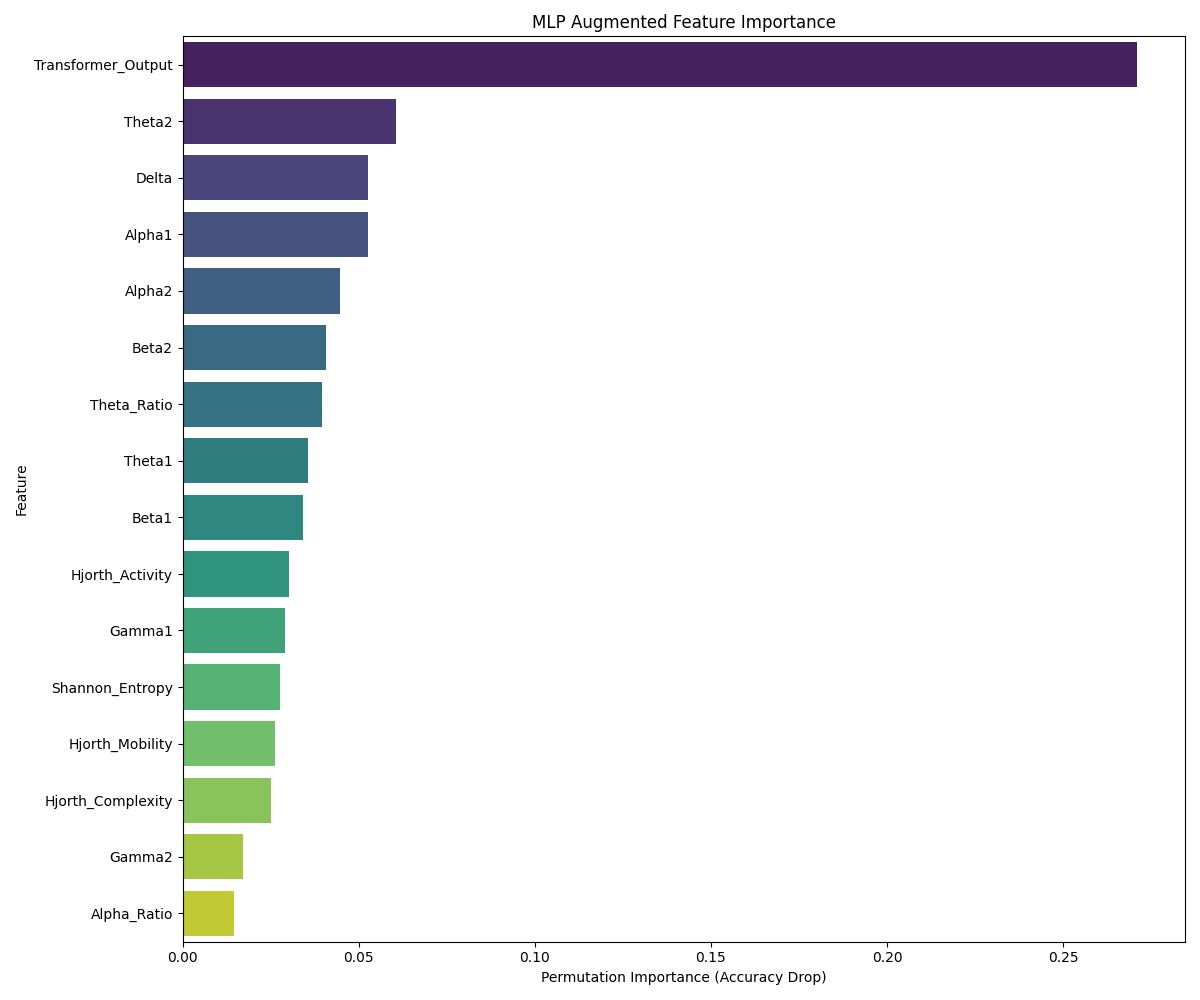 MLP Augmented Feature Importance
Transformer_Output
Theta2
Delta
Alpha1
Alpha2
Beta2
Theta_Ratio
Theta1
Beta1
Hjorth_Activity
Gamma1
Shannon_Entropy
Hjorth_Mobility
Hjorth_Complexity
Gamma2
Alpha_Ratio
Feature
0.00 0.05 0.10 0.15 0.20 0.25
Permutation Importance (Accuracy Drop)